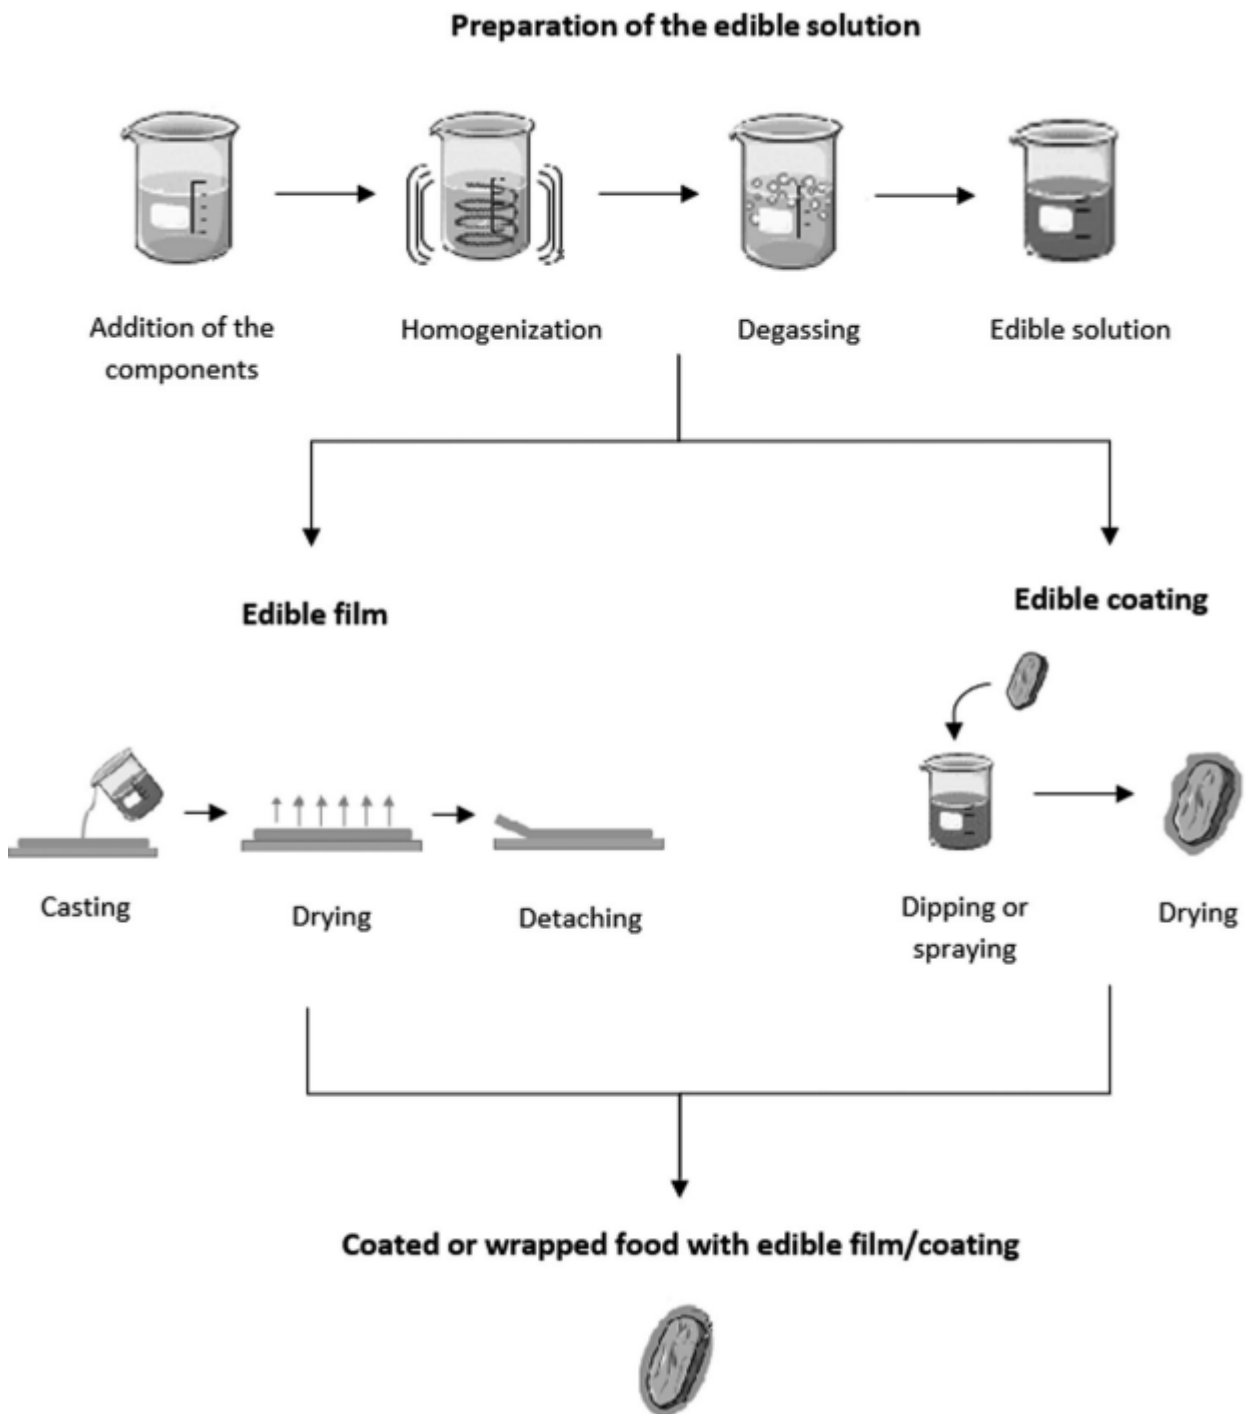 Preparation of the edible solution
Addition of the
components
Homogenization
Degassing
Edible solution
Edible film
Edible coating
Casting
Drying
Detaching
Dipping or
spraying
Drying
Coated or wrapped food with edible film/coating